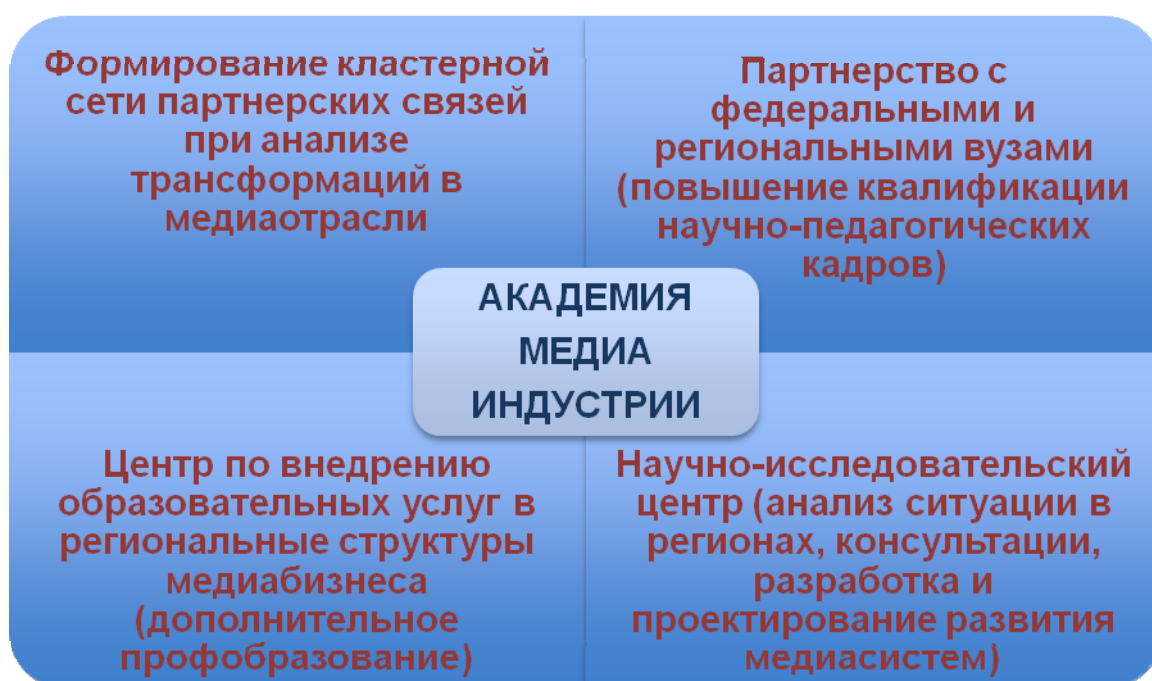 Формирование кластерной
сети партнерских связей
при анализе
трансформаций в
медиаотрасли
Партнерство с
федеральными и
региональными вузами
(повышение квалификации
научно-педагогических
кадров)
АКАДЕМИЯ
МЕДИА
ИНДУСТРИИ
Центр по внедрению
образовательных услуг в
региональные структуры
медиабизнеса
(дополнительное
профобразование)
Научно-исследовательский
центр (анализ ситуации в
регионах, консультации,
разработка и
проектирование развития
медиасистем)